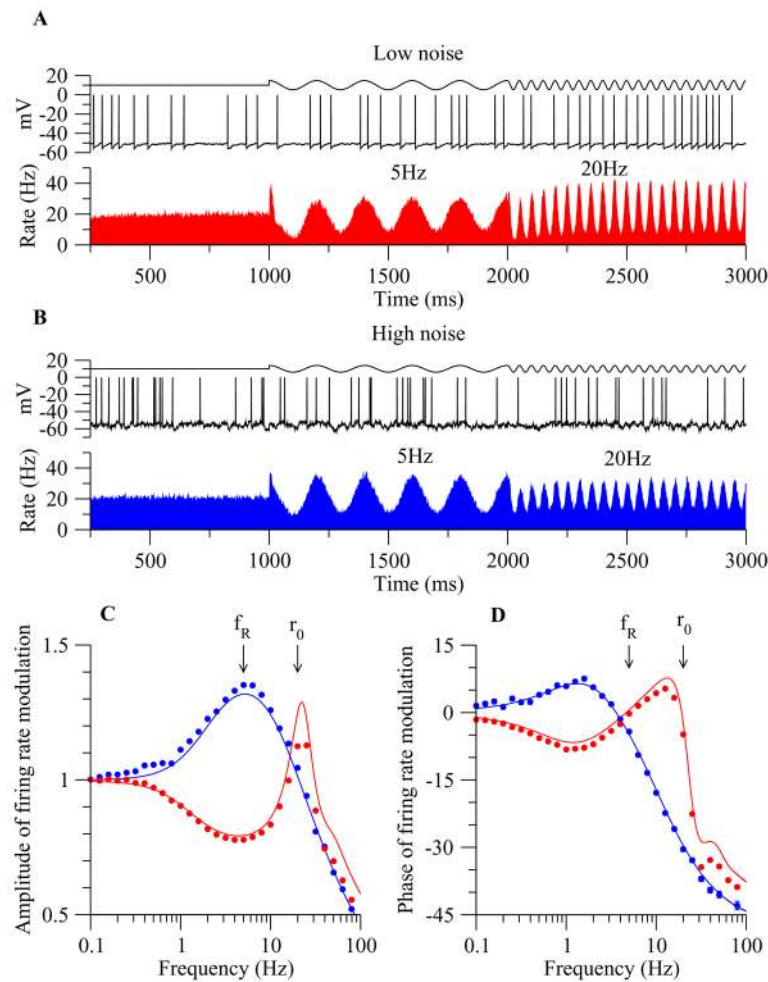 A
Low noise
20
0
-20
-40
-60
mV
5Hz
20Hz
40
20
0
Rate (Hz)
500
1000
1500
2000
2500
3000
Time (ms)
B
High noise
20
0
-20
-40
-60
mV
5Hz
20Hz
40
20
0
Rate (Hz)
500
1000
1500
2000
2500
3000
Time (ms)
C
f_R
r_0
1.5
1
0.5
Amplitude of firing rate modulation
0.1
1
10
100
Frequency (Hz)
D
f_R
r_0
15
0
-15
-30
-45
Phase of firing rate modulation
0.1
1
10
100
Frequency (Hz)